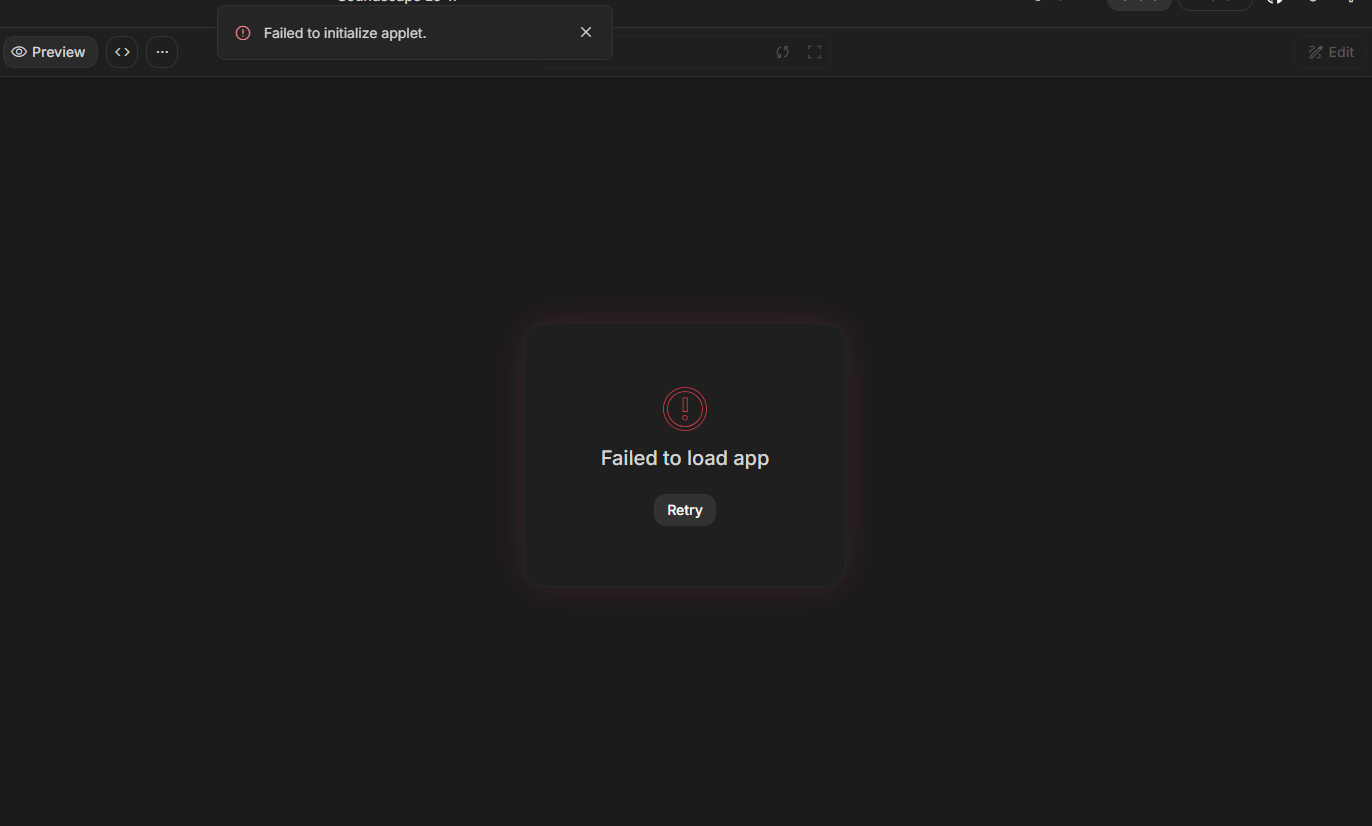 Failed to initialize applet.
Preview
Edit
Failed to load app
Retry